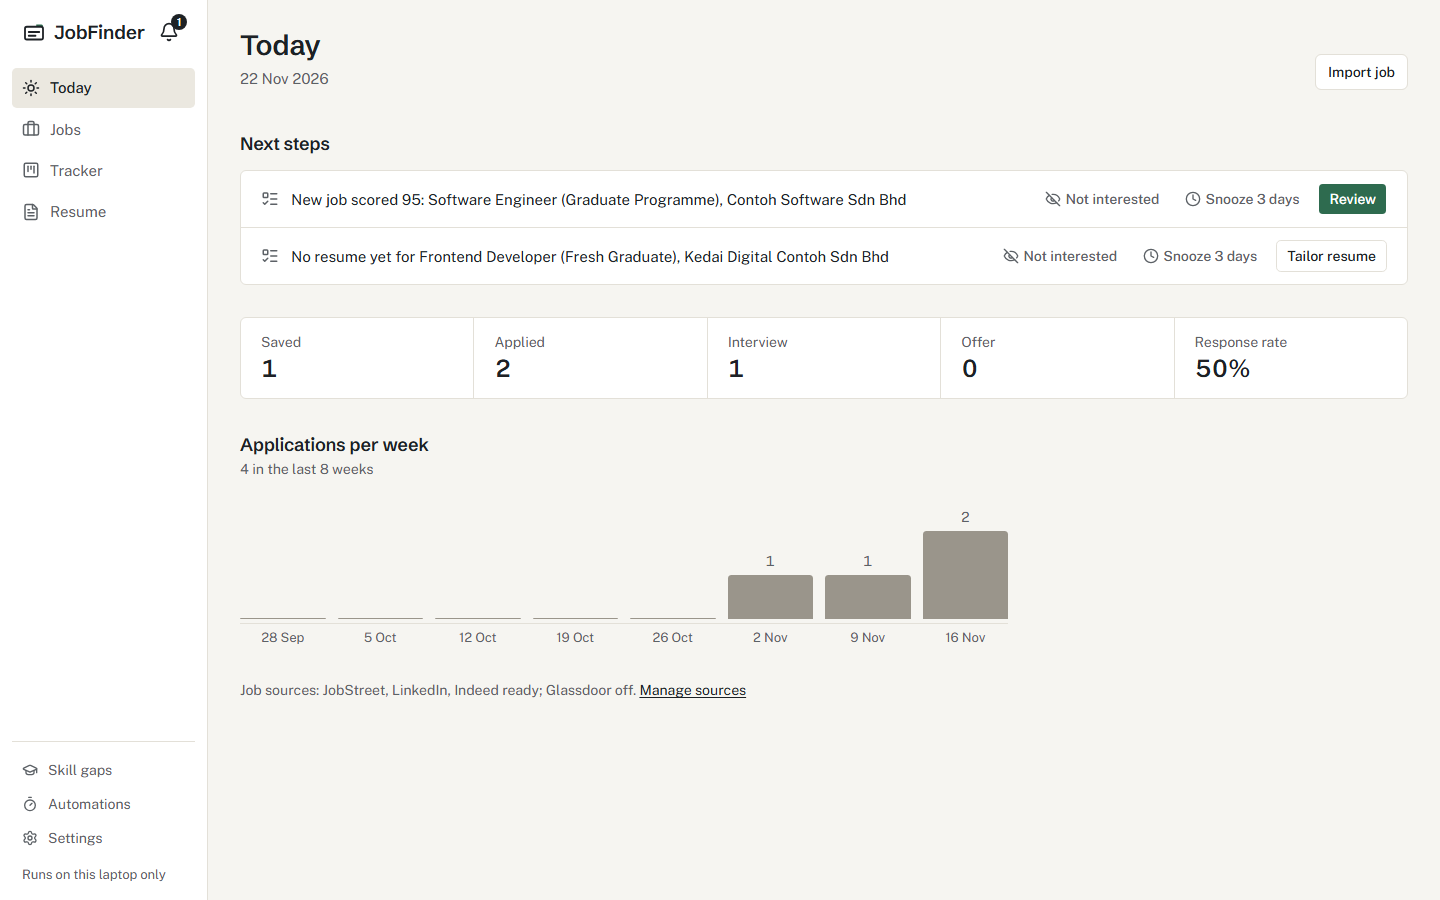 JobFinder
1
Today
Jobs
Tracker
Resume
Skill gaps
Automations
Settings
Runs on this laptop only
Today
22 Nov 2026
Import job
Next steps
New job scored 95: Software Engineer (Graduate Programme), Contoh Software Sdn Bhd Not interested Snooze 3 days Review
No resume yet for Frontend Developer (Fresh Graduate), Kedai Digital Contoh Sdn Bhd Not interested Snooze 3 days Tailor resume
Saved Applied Interview Offer Response rate
1 2 1 0 50%
Applications per week
4 in the last 8 weeks
1 1 2
28 Sep 5 Oct 12 Oct 19 Oct 26 Oct 2 Nov 9 Nov 16 Nov
Job sources: JobStreet, LinkedIn, Indeed ready; Glassdoor off. Manage sources